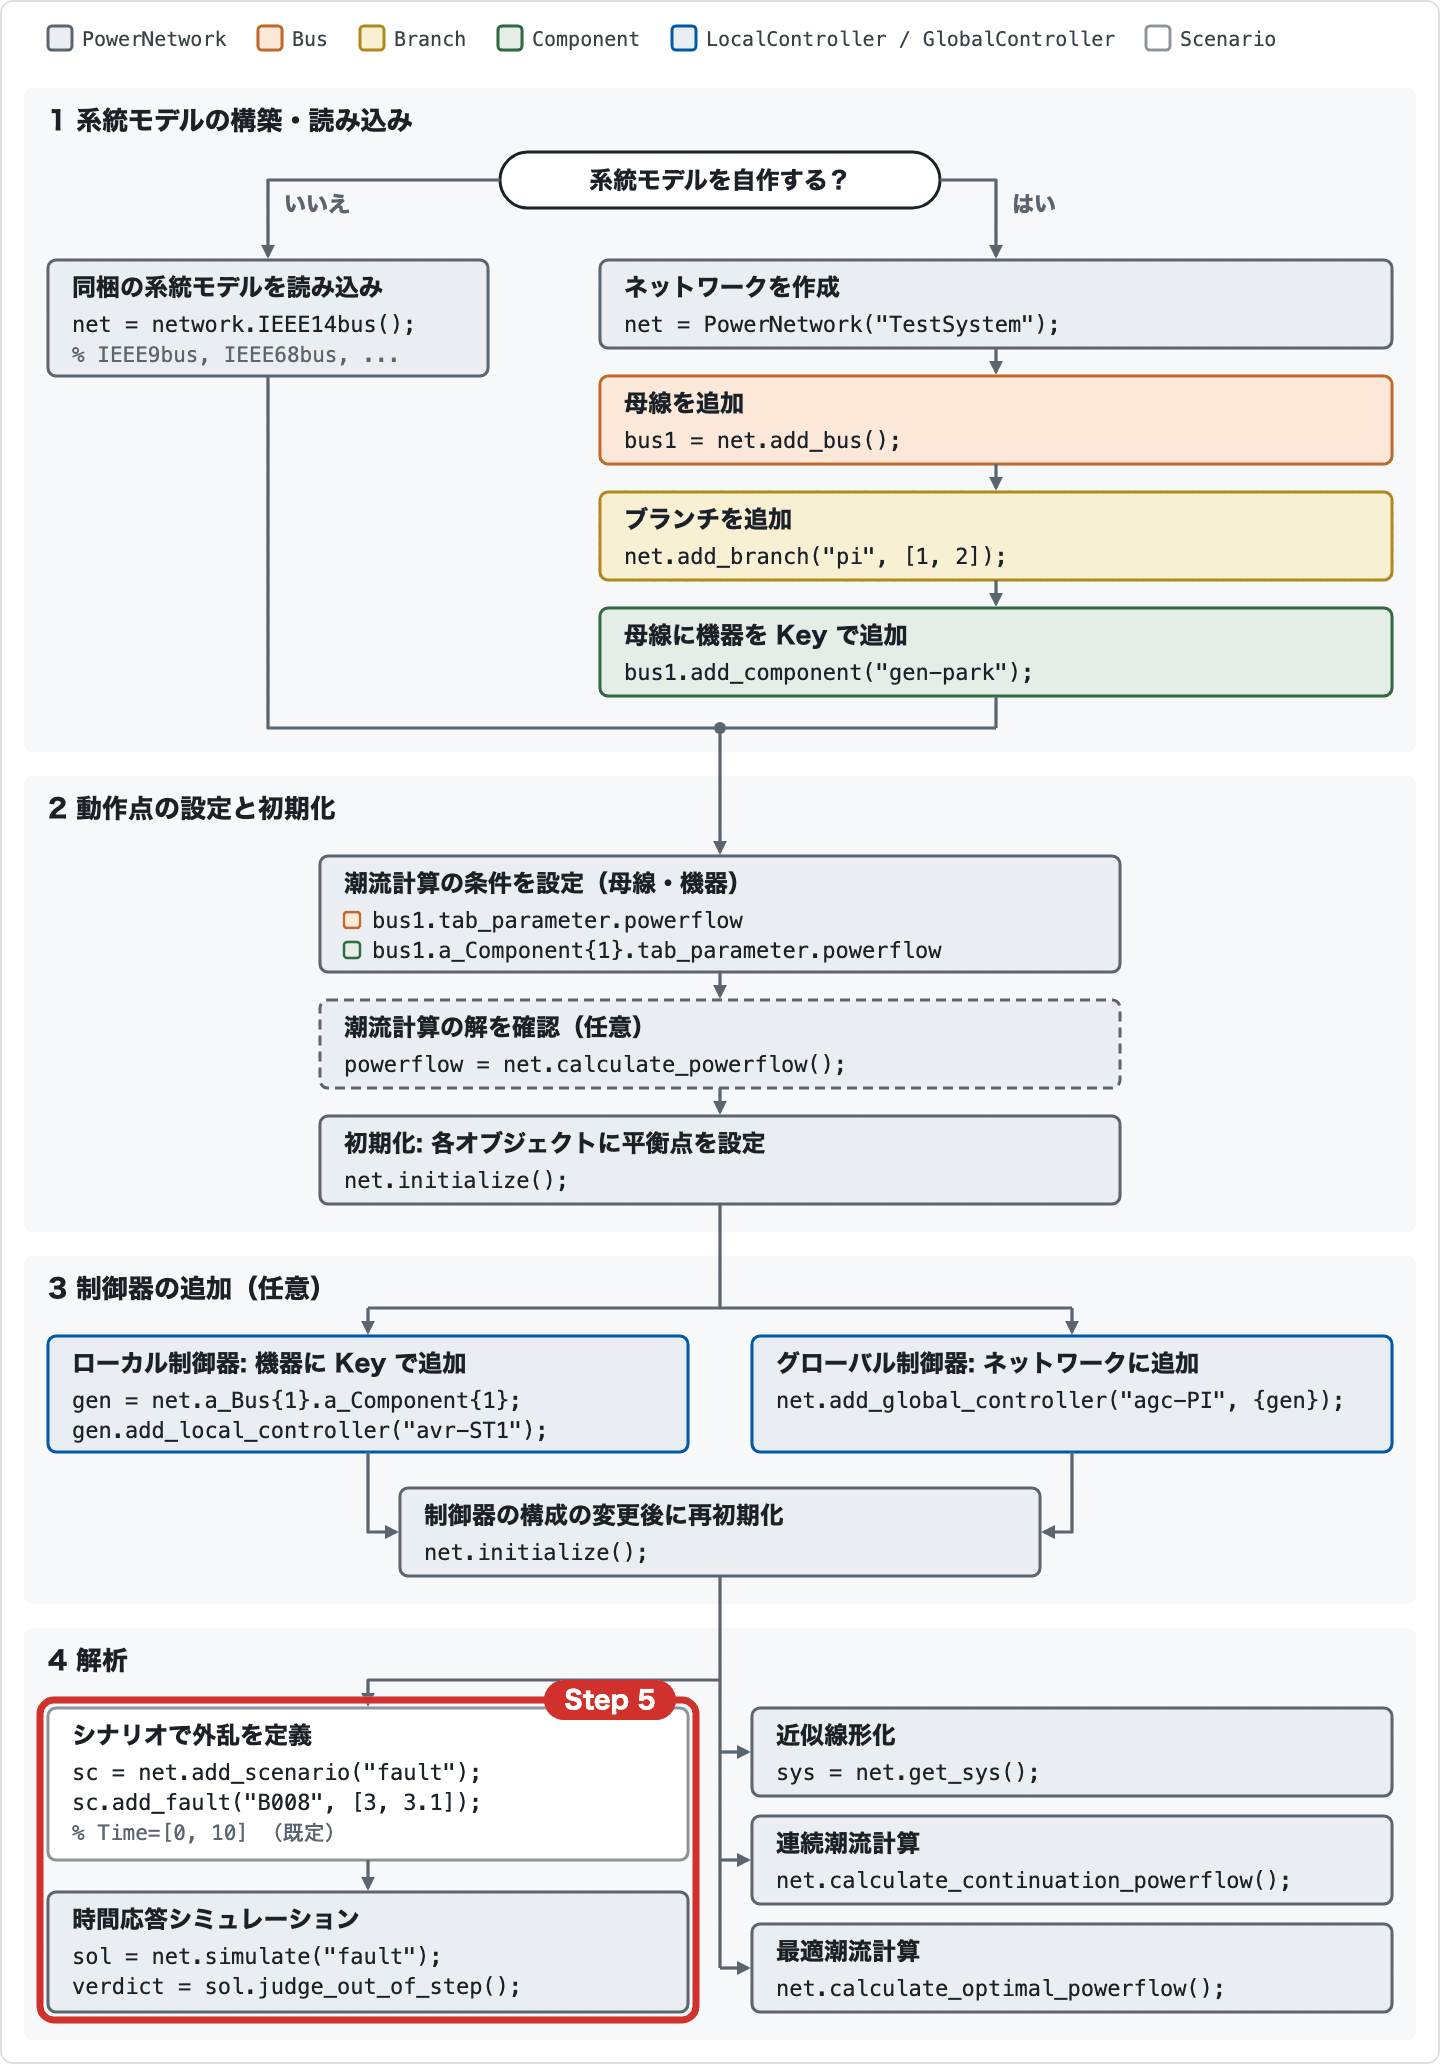 PowerNetwork
Bus
Branch
Component
LocalController / GlobalController
Scenario
1 系統モデルの構築・読み込み
系統モデルを自作する？
いいえ
はい
同梱の系統モデルを読み込み
net = network.IEEE14bus();
% IEEE9bus, IEEE68bus, ...
ネットワークを作成
net = PowerNetwork("TestSystem");
母線を追加
bus1 = net.add_bus();
ブランチを追加
net.add_branch("pi", [1, 2]);
母線に機器を Key で追加
bus1.add_component("gen-park");
2 動作点の設定と初期化
潮流計算の条件を設定（母線・機器）
bus1.tab_parameter.powerflow
bus1.a_Component{1}.tab_parameter.powerflow
潮流計算の解を確認（任意）
powerflow = net.calculate_powerflow();
初期化: 各オブジェクトに平衡点を設定
net.initialize();
3 制御器の追加（任意）
ローカル制御器: 機器に Key で追加
gen = net.a_Bus{1}.a_Component{1};
gen.add_local_controller("avr-ST1");
グローバル制御器: ネットワークに追加
net.add_global_controller("agc-PI", {gen});
制御器の構成の変更後に再初期化
net.initialize();
4 解析
Step 5
シナリオで外乱を定義
sc = net.add_scenario("fault");
sc.add_fault("B008", [3, 3.1]);
% Time=[0, 10] （既定）
時間応答シミュレーション
sol = net.simulate("fault");
verdict = sol.judge_out_of_step();
近似線形化
sys = net.get_sys();
連続潮流計算
net.calculate_continuation_powerflow();
最適潮流計算
net.calculate_optimal_powerflow();